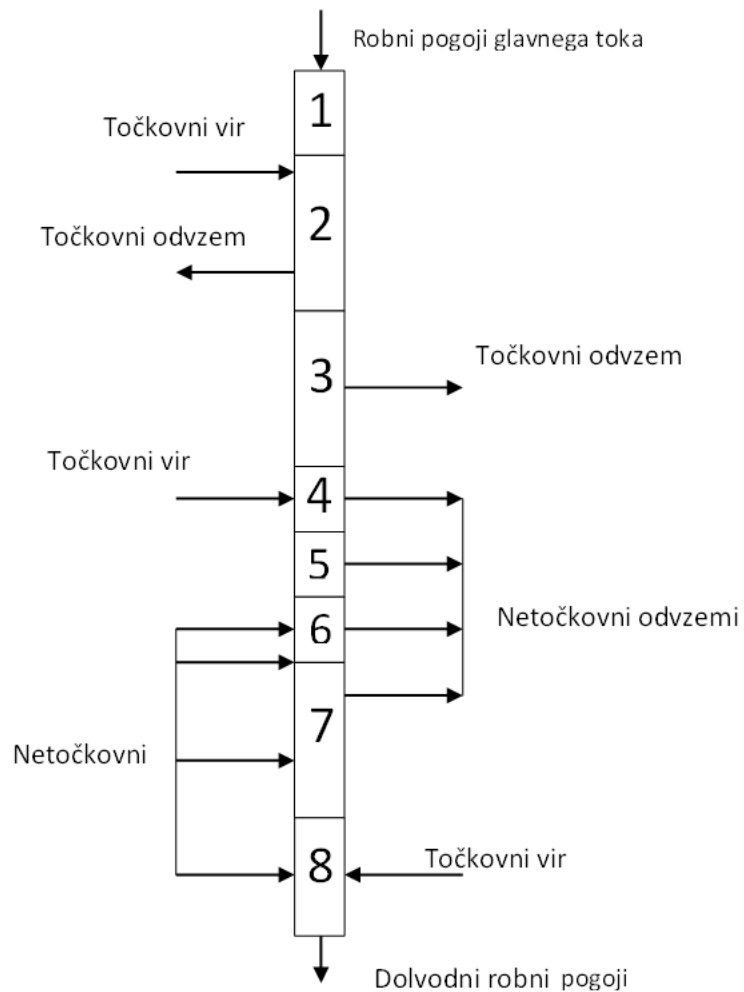 Robni pogoji glavnega toka
1
Točkovni vir
2
Točkovni odvzem
3
Točkovni odvzem
Točkovni vir
4
5
6
Netočkovni odvzemi
7
Netočkovni
8
Točkovni vir
Dolvodni robni pogoji